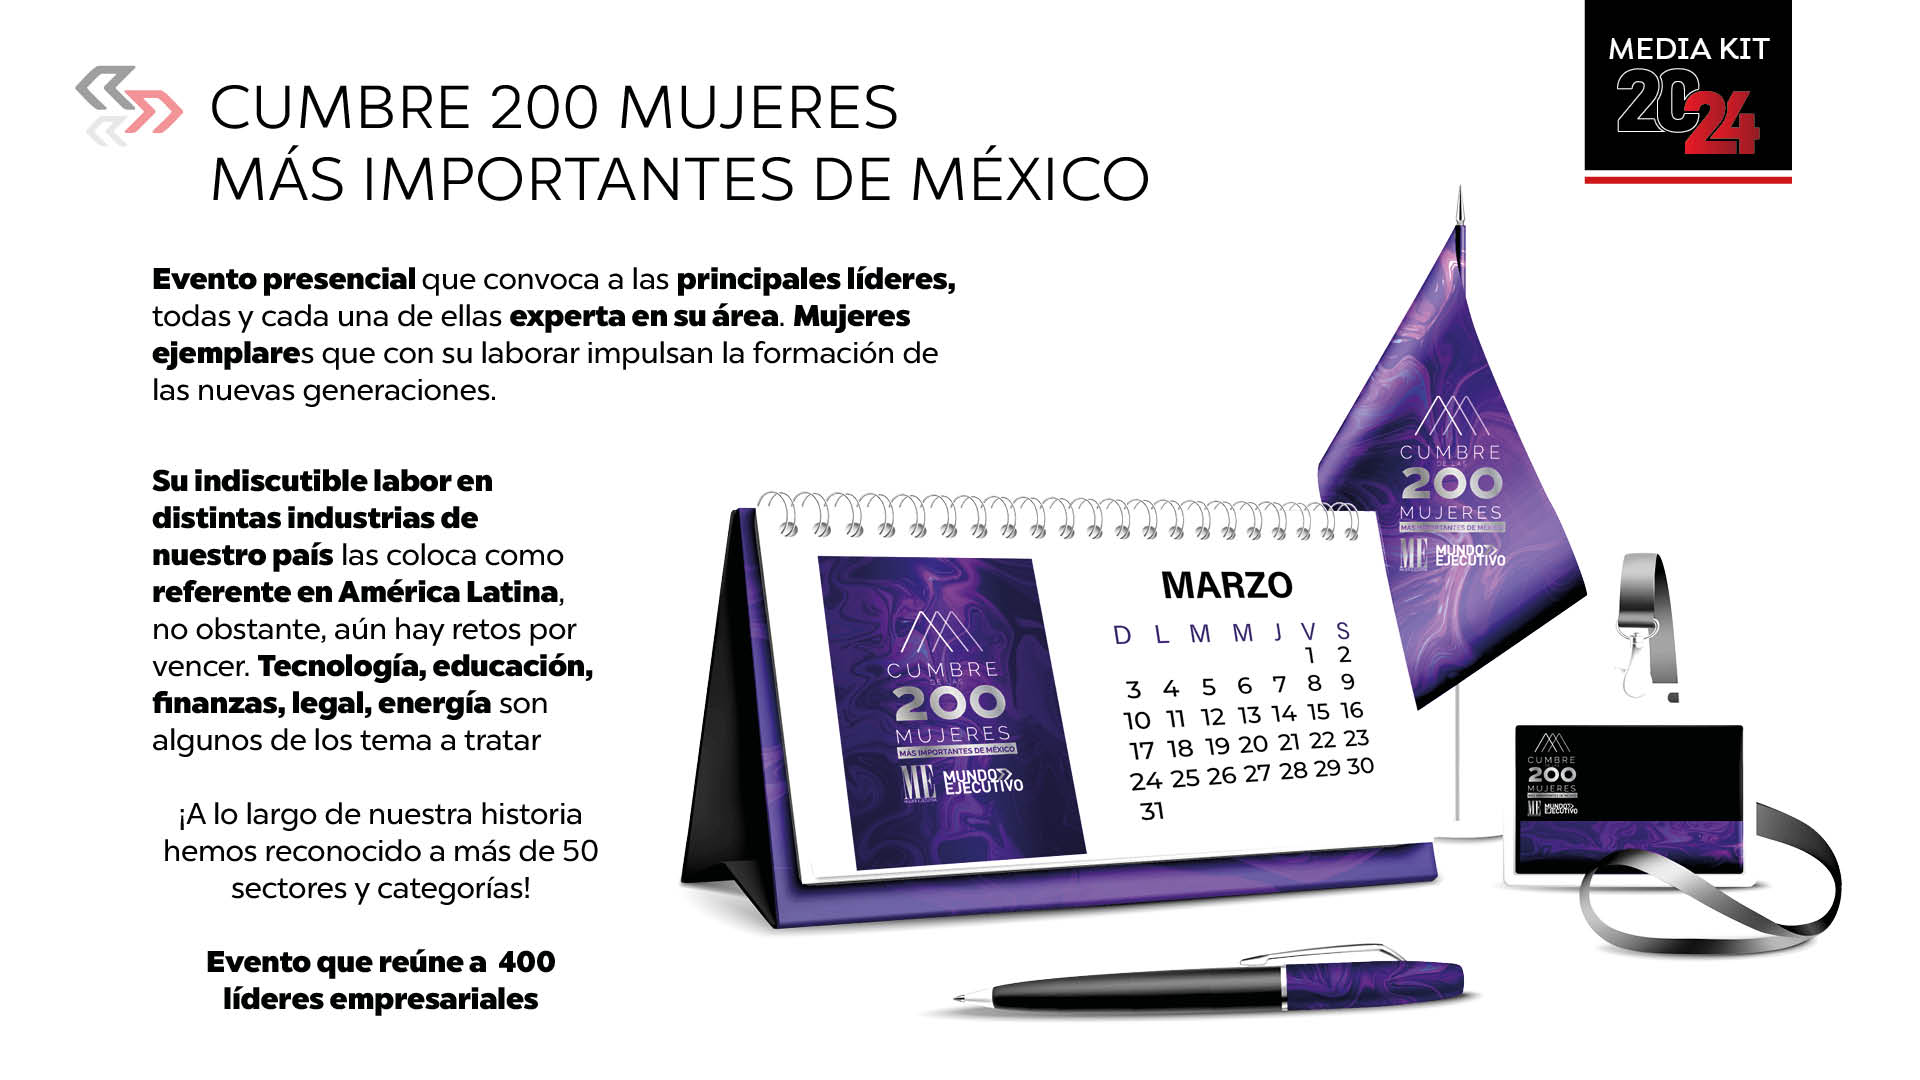 MEDIA KIT
2024
CUMBRE 200 MUJERES
MÁS IMPORTANTES DE MÉXICO
Evento presencial que convoca a las principales líderes,
todas y cada una de ellas experta en su área. Mujeres
ejemplares que con su laborar impulsan la formación de
las nuevas generaciones.
Su indiscutible labor en
distintas industrias de
nuestro país las coloca como
referente en América Latina,
no obstante, aún hay retos por
vencer. Tecnología, educación,
finanzas, legal, energía son
algunos de los tema a tratar
¡A lo largo de nuestra historia
hemos reconocido a más de 50
sectores y categorías!
Evento que reúne a 400
líderes empresariales
CUMBRE
DE LAS
200
MUJERES
MÁS IMPORTANTES DE MÉXICO
ME
MUNDO
EJECUTIVO
MARZO
D L M M J V S
1 2
3 4 5 6 7 8 9
10 11 12 13 14 15 16
17 18 19 20 21 22 23
24 25 26 27 28 29 30
31
CUMBRE
DE LAS
200
MUJERES
MÁS IMPORTANTES DE MÉXICO
ME
MUNDO
EJECUTIVO
CUMBRE
200
MUJERES
ME
MUNDO
EJECUTIVO